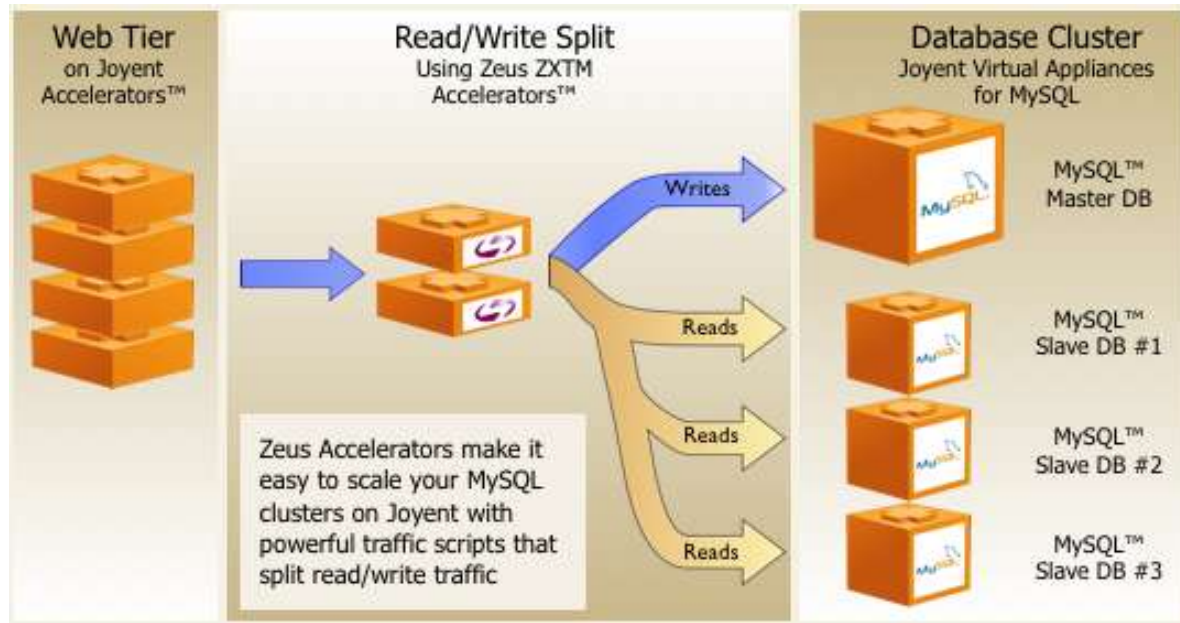 Web Tier
on Joyent
Accelerators™
Read/Write Split
Using Zeus ZXTM
Accelerators™
Zeus Accelerators make it
easy to scale your MySQL
clusters on Joyent with
powerful traffic scripts that
split read/write traffic
Writes
Reads
Reads
Reads
Database Cluster
Joyent Virtual Appliances
for MySQL
MySQL
MySQL™
Master DB
MySQL
MySQL™
Slave DB #1
MySQL
MySQL™
Slave DB #2
MySQL
MySQL™
Slave DB #3